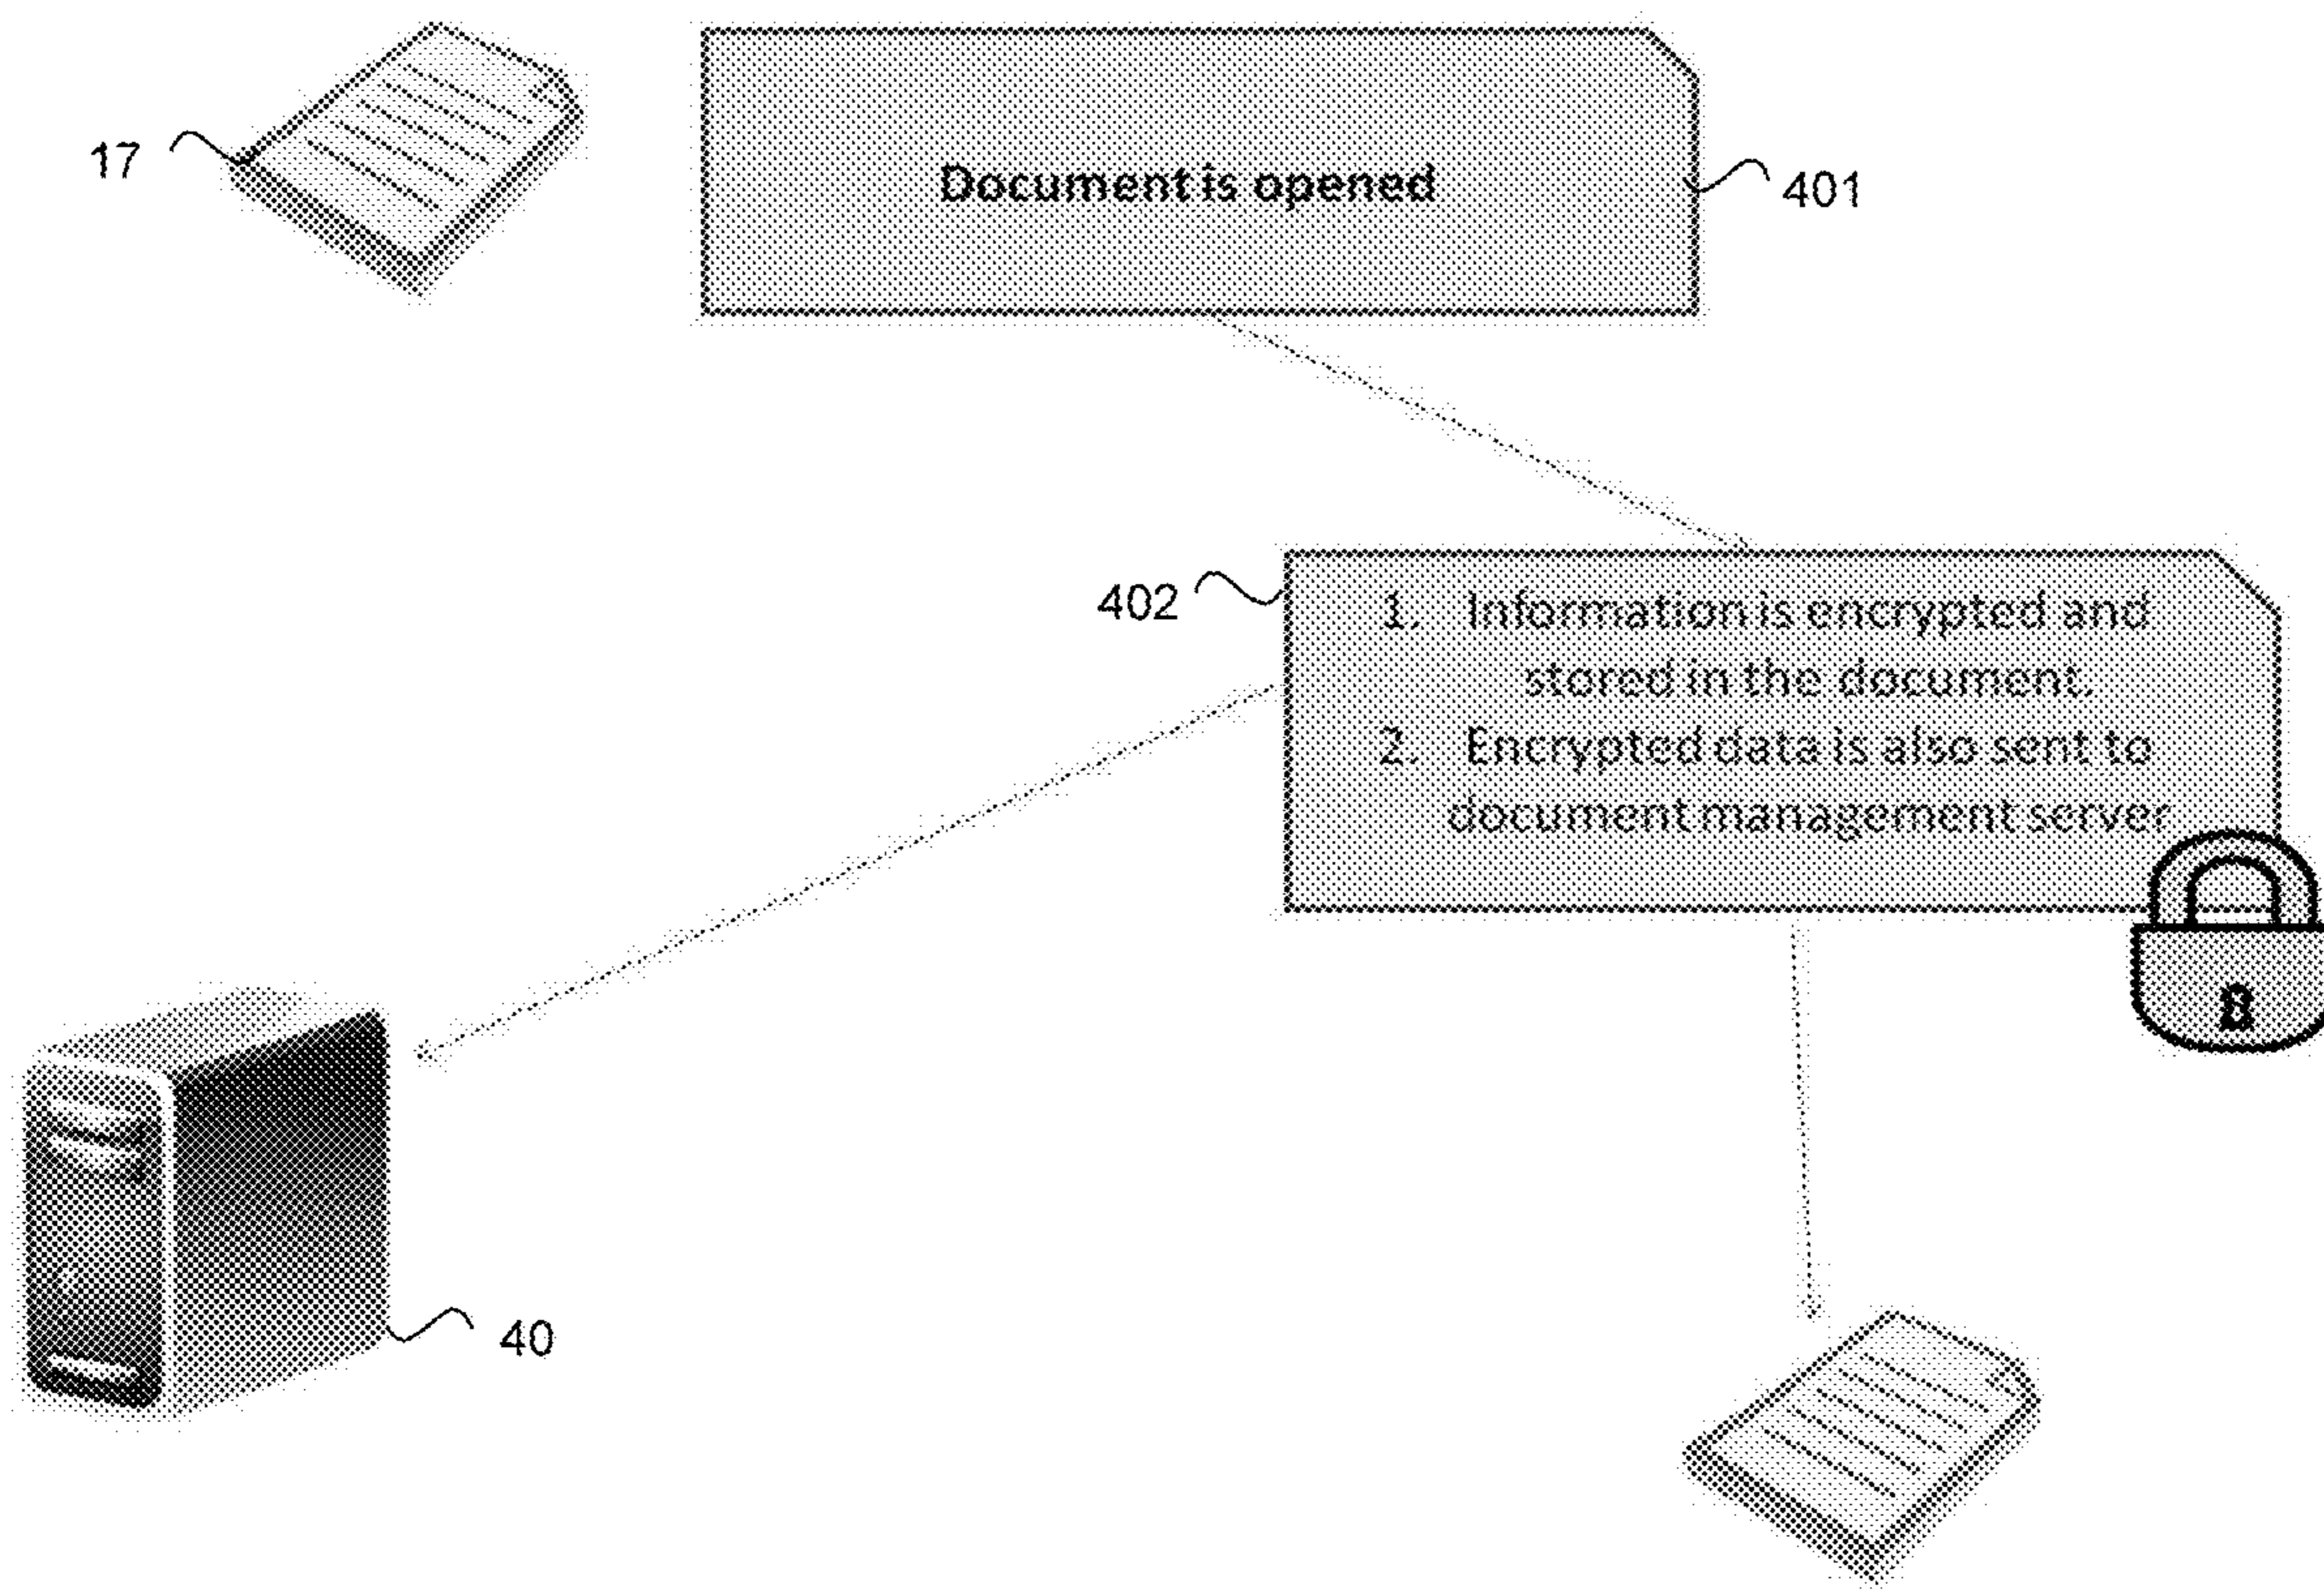 17
Document is opened
401
402
1. Information is encrypted and
stored in the document.
2. Encrypted data is also sent to
document management server
40